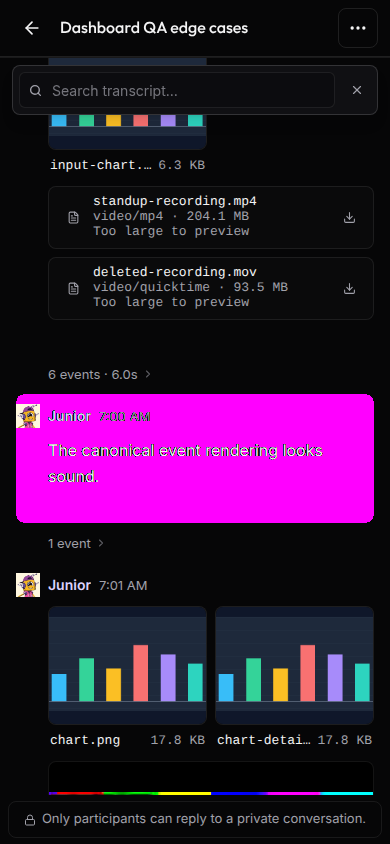 Dashboard QA edge cases
Search transcript...
input-chart.… 6.3 KB
standup-recording.mp4
video/mp4 · 204.1 MB
Too large to preview
deleted-recording.mov
video/quicktime · 93.5 MB
Too large to preview
6 events · 6.0s
Junior 7:00 AM
The canonical event rendering looks
sound.
1 event
Junior 7:01 AM
chart.png 17.8 KB chart-detai… 17.8 KB
Only participants can reply to a private conversation.